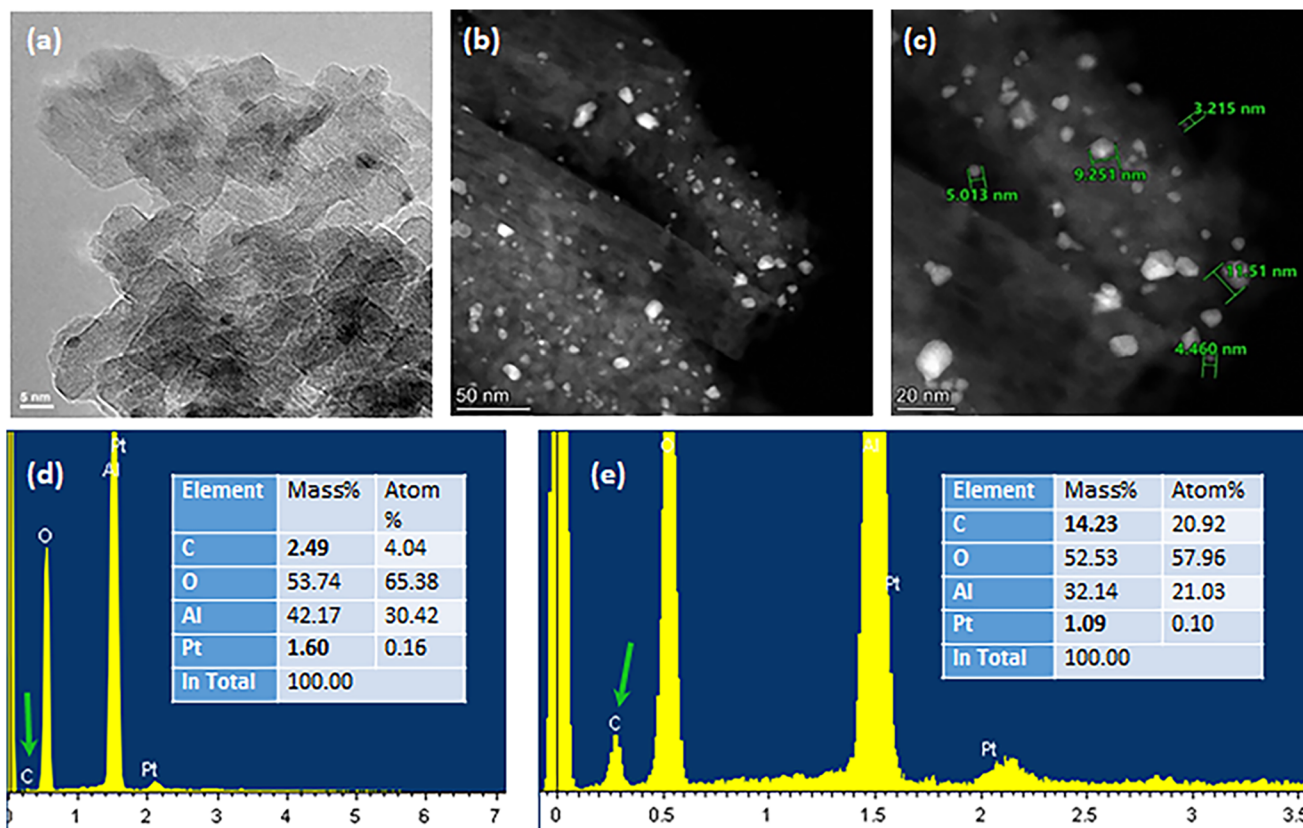 (a)
5 nm
(b)
50 nm
(c)
3.215 nm
9.251 nm
5.013 nm
11.51 nm
4.460 nm
20 nm
(d)
Pt
Al
O
C
Pt
Element Mass% Atom
%
C 2.49 4.04
O 53.74 65.38
Al 42.17 30.42
Pt 1.60 0.16
In Total 100.00
1 2 3 4 5 6 7
(e)
O
Al
Pt
C
Pt
Element Mass% Atom%
C 14.23 20.92
O 52.53 57.96
Al 32.14 21.03
Pt 1.09 0.10
In Total 100.00
0 0.5 1 1.5 2 2.5 3 3.5